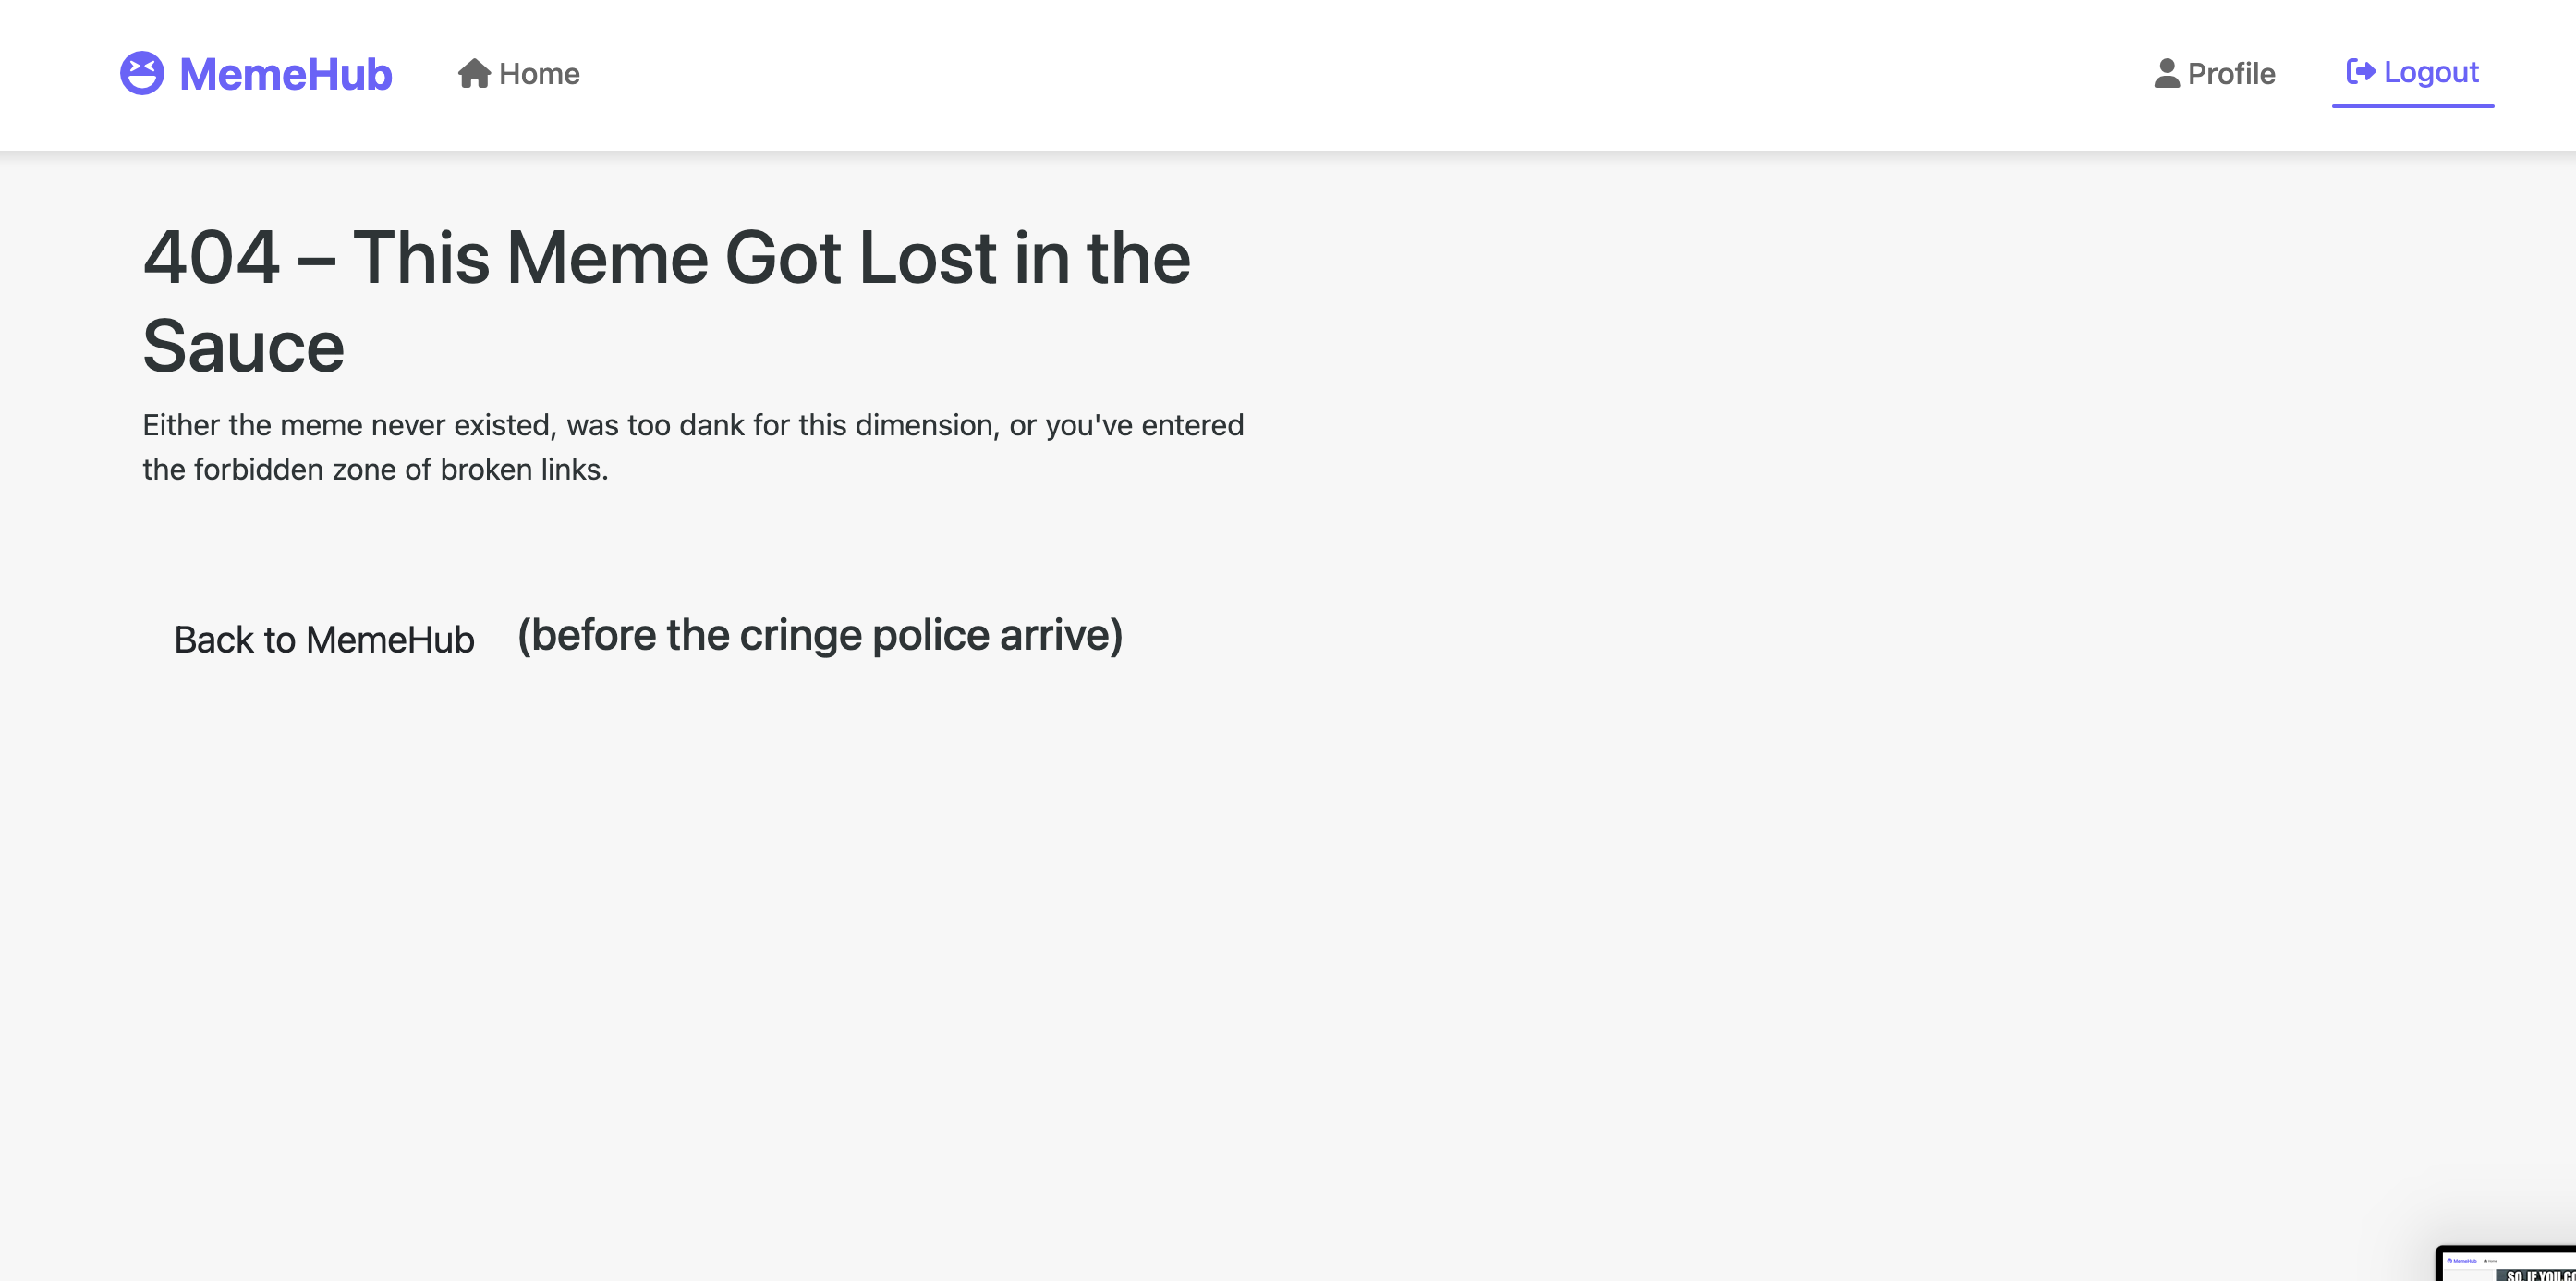 MemeHub
Home
Profile
Logout
404 – This Meme Got Lost in the
Sauce
Either the meme never existed, was too dank for this dimension, or you've entered
the forbidden zone of broken links.
Back to MemeHub
(before the cringe police arrive)
MemeHub